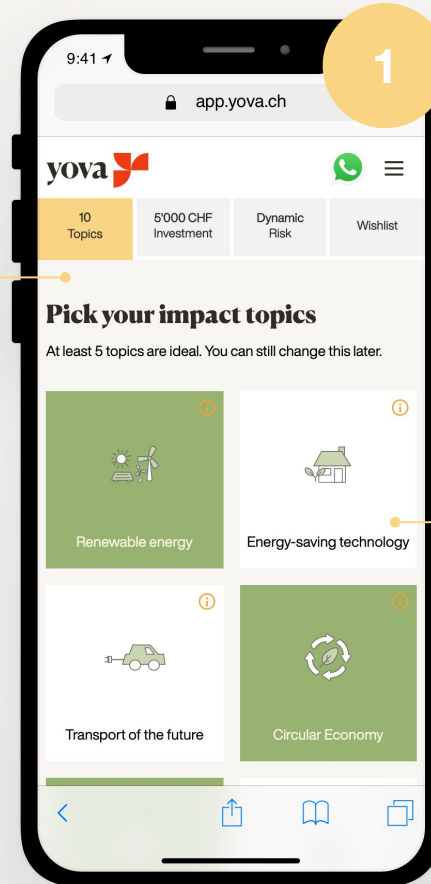 1
9:41
app.yova.ch
yova
10
Topics
5'000 CHF
Investment
Dynamic
Risk
Wishlist
Pick your impact topics
At least 5 topics are ideal. You can still change this later.
Renewable energy
Energy-saving technology
Transport of the future
Circular Economy